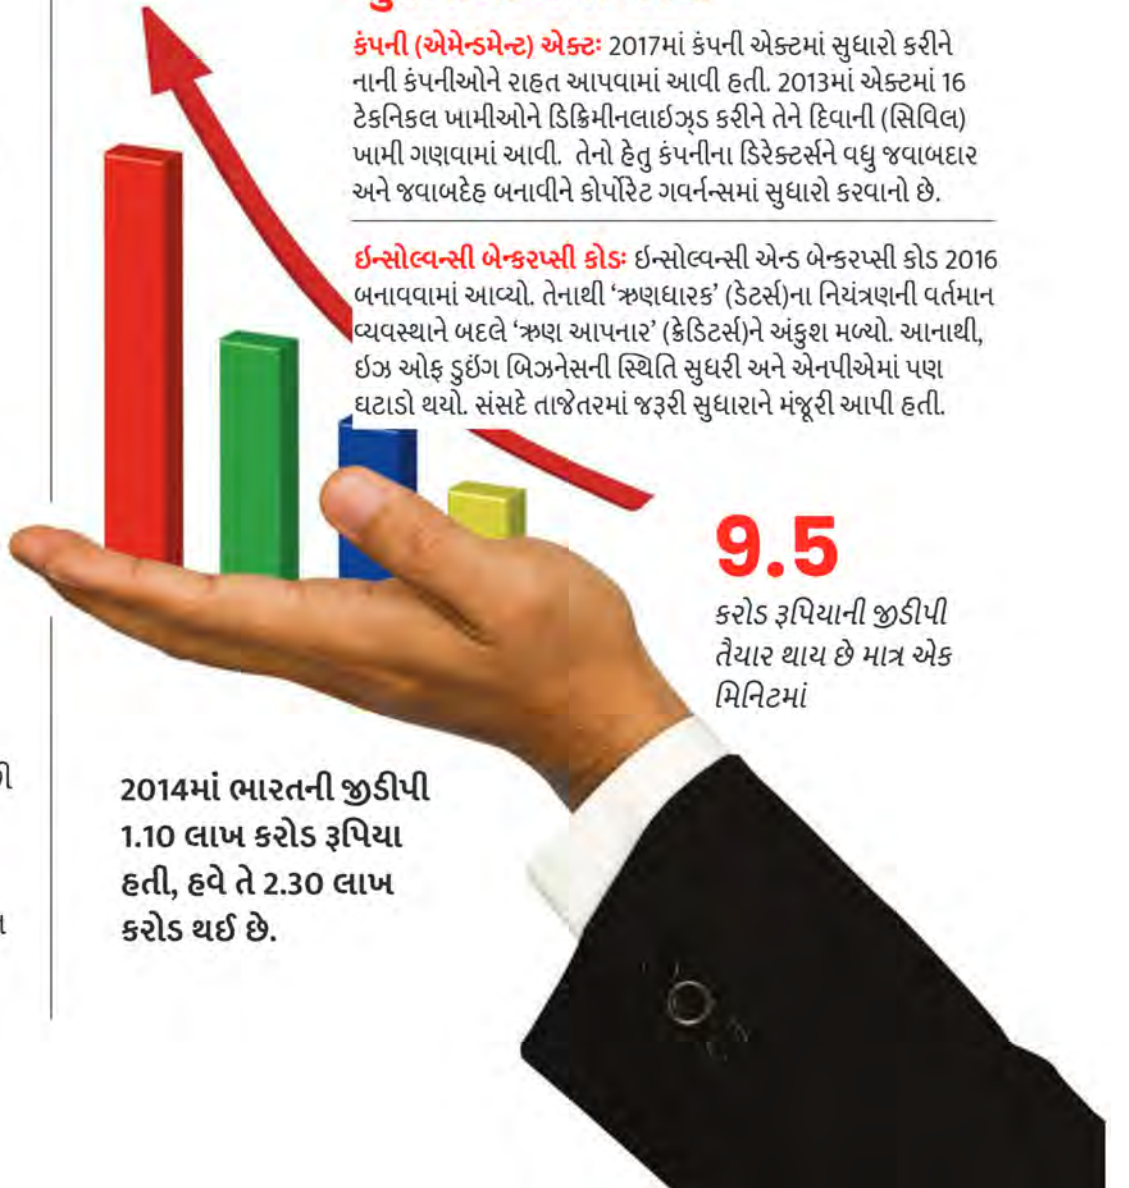 કંપની (એમેન્ડમેન્ટ) એક્ટઃ 2017માં કંપની એક્ટમાં સુધારો કરીને
નાની કંપનીઓને રાહત આપવામાં આવી હતી. 2013માં એક્ટમાં 16
ટેકનિકલ ખામીઓને ડિક્રિમીનલાઇઝ્ડ કરીને તેને દિવાની (સિવિલ)
ખામી ગણવામાં આવી. તેનો હેતુ કંપનીના ડિરેક્ટર્સને વધુ જવાબદાર
અને જવાબદેહ બનાવીને કોર્પોરેટ ગવર્નન્સમાં સુધારો કરવાનો છે.
ઇન્સોલ્વન્સી બેન્કરપ્સી કોડઃ ઇન્સોલ્વન્સી એન્ડ બેન્કરપ્સી કોડ 2016
બનાવવામાં આવ્યો. તેનાથી ‘ઋણધારક’ (ડેટર્સ)ના નિયંત્રણની વર્તમાન
વ્યવસ્થાને બદલે ‘ઋણ આપનાર’ (ક્રેડિટર્સ)ને અંકુશ મળ્યો. આનાથી,
ઇઝ ઓફ ડુઇંગ બિઝનેસની સ્થિતિ સુધરી અને એનપીએમાં પણ
ઘટાડો થયો. સંસદે તાજેતરમાં જરૂરી સુધારાને મંજૂરી આપી હતી.
9.5
કરોડ રૂપિયાની જીડીપી
તૈયાર થાય છે માત્ર એક
મિનિટમાં
2014માં ભારતની જીડીપી
1.10 લાખ કરોડ રૂપિયા
હતી, હવે તે 2.30 લાખ
કરોડ થઈ છે.